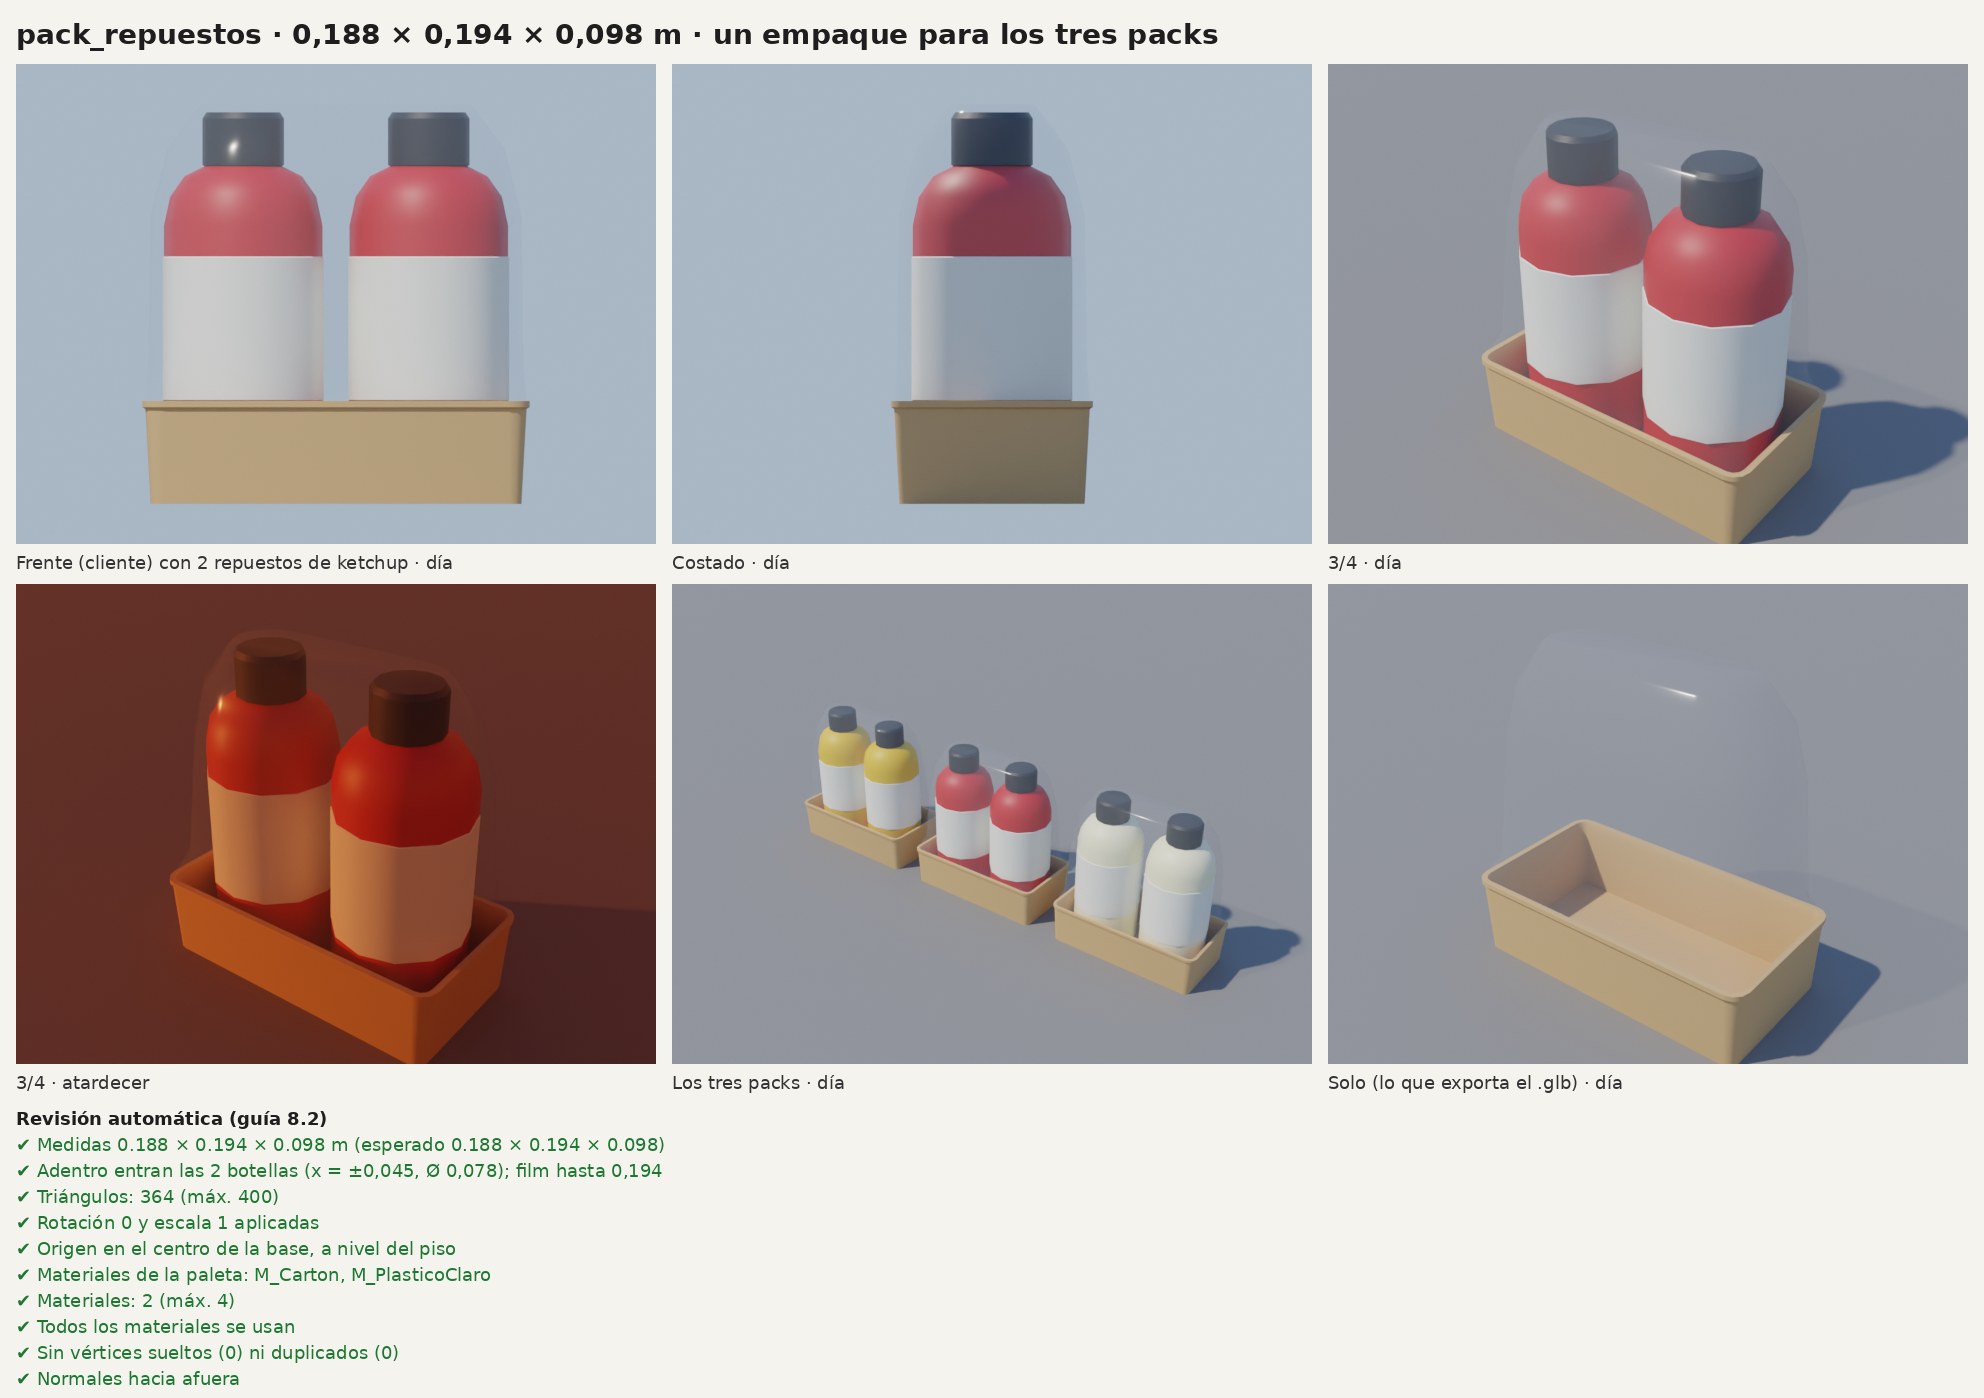 pack_repuestos · 0,188 × 0,194 × 0,098 m · un empaque para los tres packs
Frente (cliente) con 2 repuestos de ketchup · día
Costado · día
3/4 · día
3/4 · atardecer
Los tres packs · día
Solo (lo que exporta el .glb) · día
Revisión automática (guía 8.2)
✔ Medidas 0.188 × 0.194 × 0.098 m (esperado 0.188 × 0.194 × 0.098)
✔ Adentro entran las 2 botellas (x = ±0,045, Ø 0,078); film hasta 0,194
✔ Triángulos: 364 (máx. 400)
✔ Rotación 0 y escala 1 aplicadas
✔ Origen en el centro de la base, a nivel del piso
✔ Materiales de la paleta: M_Carton, M_PlasticoClaro
✔ Materiales: 2 (máx. 4)
✔ Todos los materiales se usan
✔ Sin vértices sueltos (0) ni duplicados (0)
✔ Normales hacia afuera